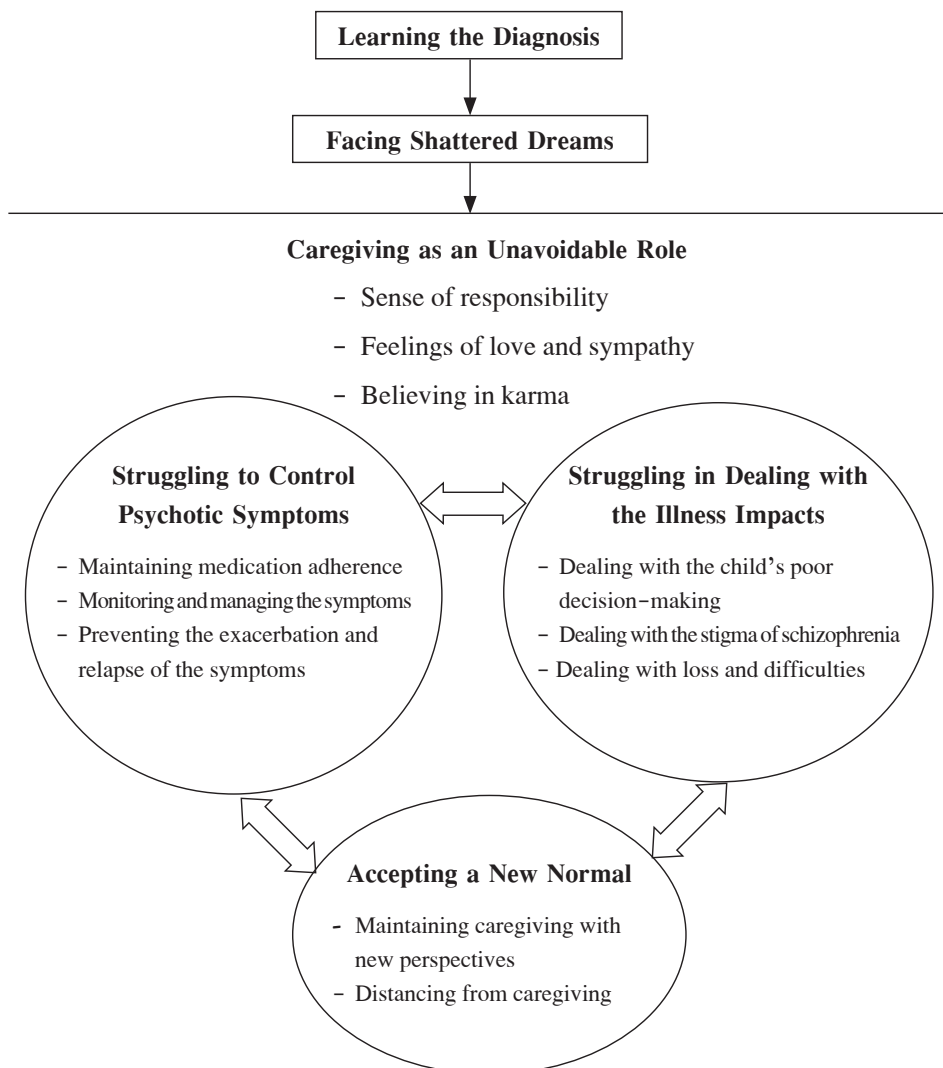 Learning the Diagnosis
Facing Shattered Dreams
Caregiving as an Unavoidable Role
- Sense of responsibility
- Feelings of love and sympathy
- Believing in karma
Struggling to Control
Psychotic Symptoms
- Maintaining medication adherence
- Monitoring and managing the symptoms
- Preventing the exacerbation and
relapse of the symptoms
Struggling in Dealing with
the Illness Impacts
- Dealing with the child's poor
decision-making
- Dealing with the stigma of schizophrenia
- Dealing with loss and difficulties
Accepting a New Normal
- Maintaining caregiving with
new perspectives
- Distancing from caregiving